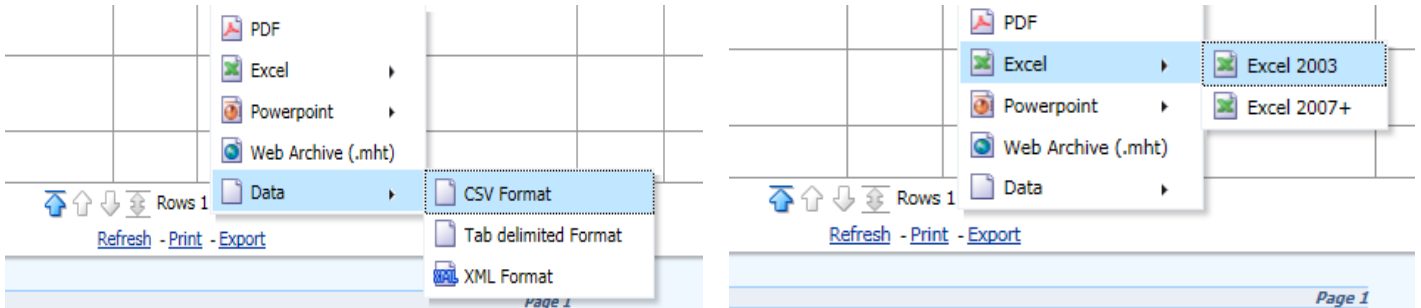 PDF
Excel
Powerpoint
Web Archive (.mht)
Data
CSV Format
Tab delimited Format
XML Format
Rows 1
Refresh - Print - Export
Page 1
PDF
Excel
Excel 2003
Excel 2007+
Powerpoint
Web Archive (.mht)
Data
Rows 1
Refresh - Print - Export
Page 1